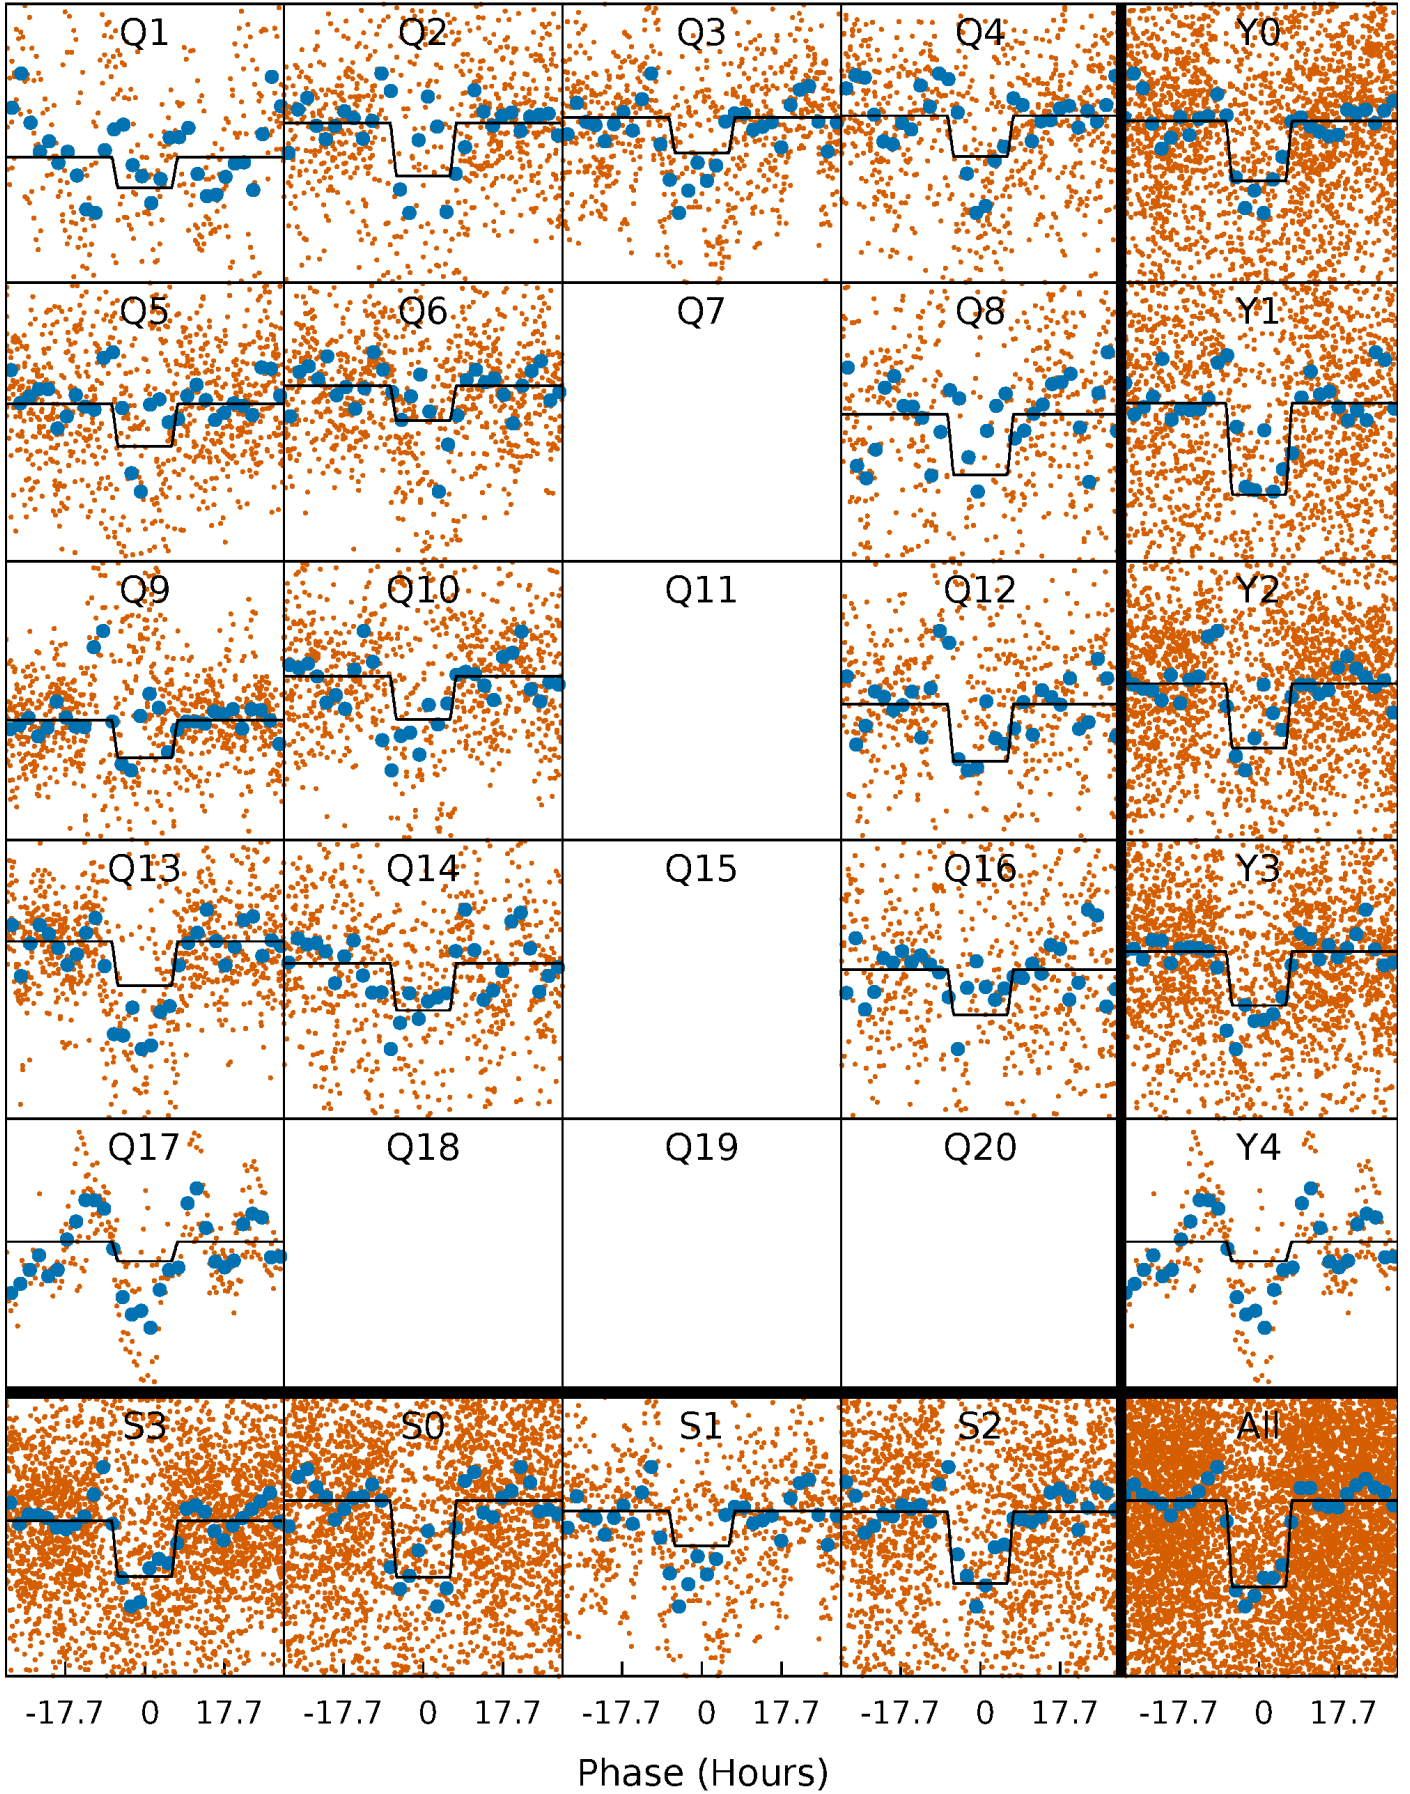 Q1 Q2 Q3 Q4 Y0
Q5 Q6 Q7 Q8 Y1
Q9 Q10 Q11 Q12 Y2
Q13 Q14 Q15 Q16 Y3
Q17 Q18 Q19 Q20 Y4
S3 S0 S1 S2 All
-17.7 0 17.7 -17.7 0 17.7 -17.7 0 17.7 -17.7 0 17.7 -17.7 0 17.7
Phase (Hours)